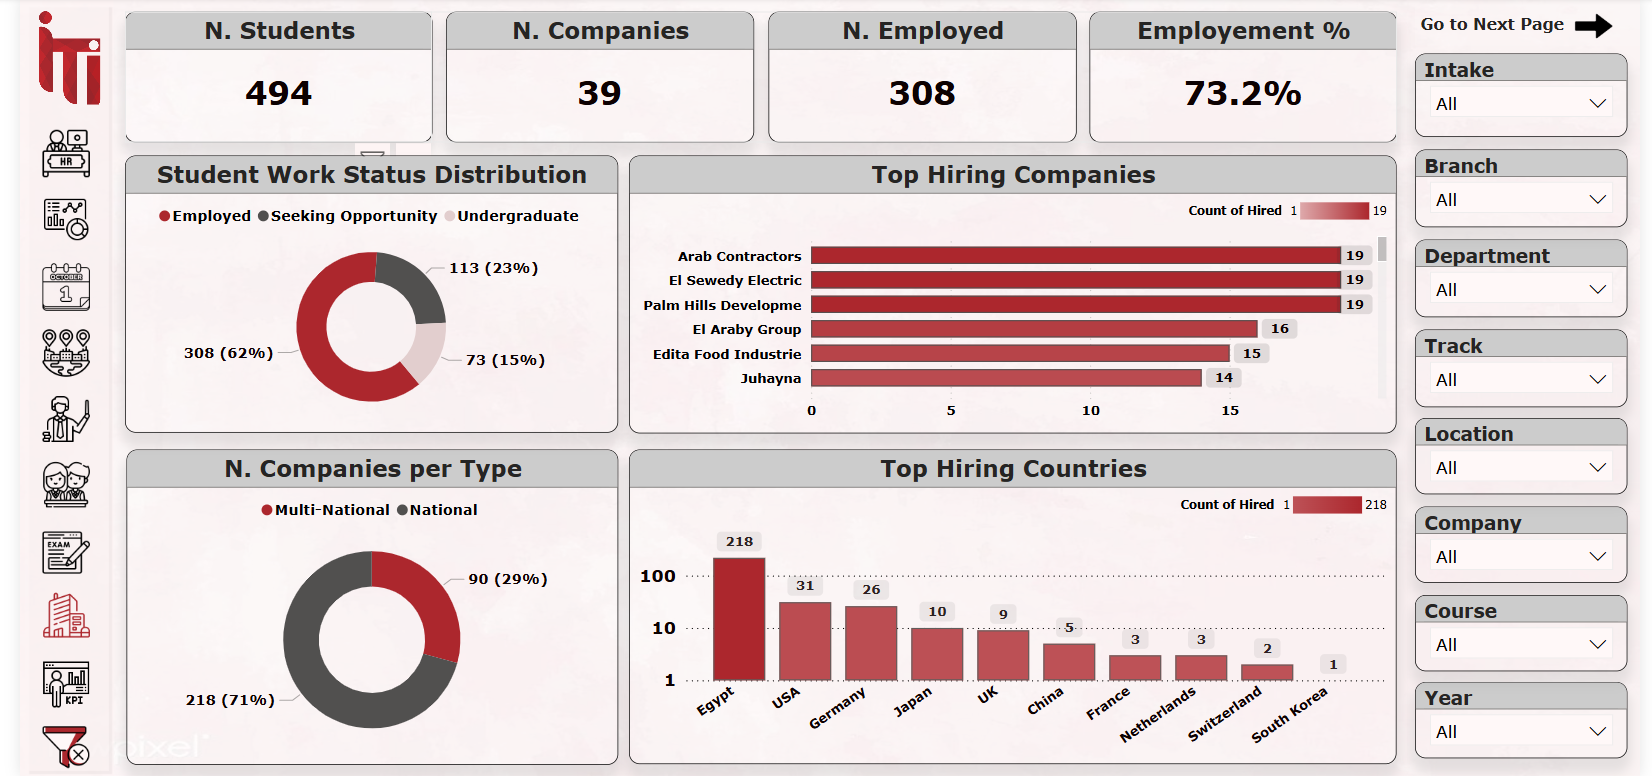 iTi
N. Students
494
N. Companies
39
N. Employed
308
Employement %
73.2%
Go to Next Page
HR
OCTOBER
1
EXAM
KPI
Student Work Status Distribution
Employed Seeking Opportunity Undergraduate
113 (23%)
308 (62%)
73 (15%)
Top Hiring Companies
Count of Hired 1 19
Arab Contractors 19
El Sewedy Electric 19
Palm Hills Developme 19
El Araby Group 16
Edita Food Industrie 15
Juhayna 14
0 5 10 15
N. Companies per Type
Multi-National National
90 (29%)
218 (71%)
Top Hiring Countries
Count of Hired 1 218
100
10
1
218 31 26 10 9 5 3 3 2 1
Egypt USA Germany Japan UK China France Netherlands Switzerland South Korea
Intake
All
Branch
All
Department
All
Track
All
Location
All
Company
All
Course
All
Year
All
pixel